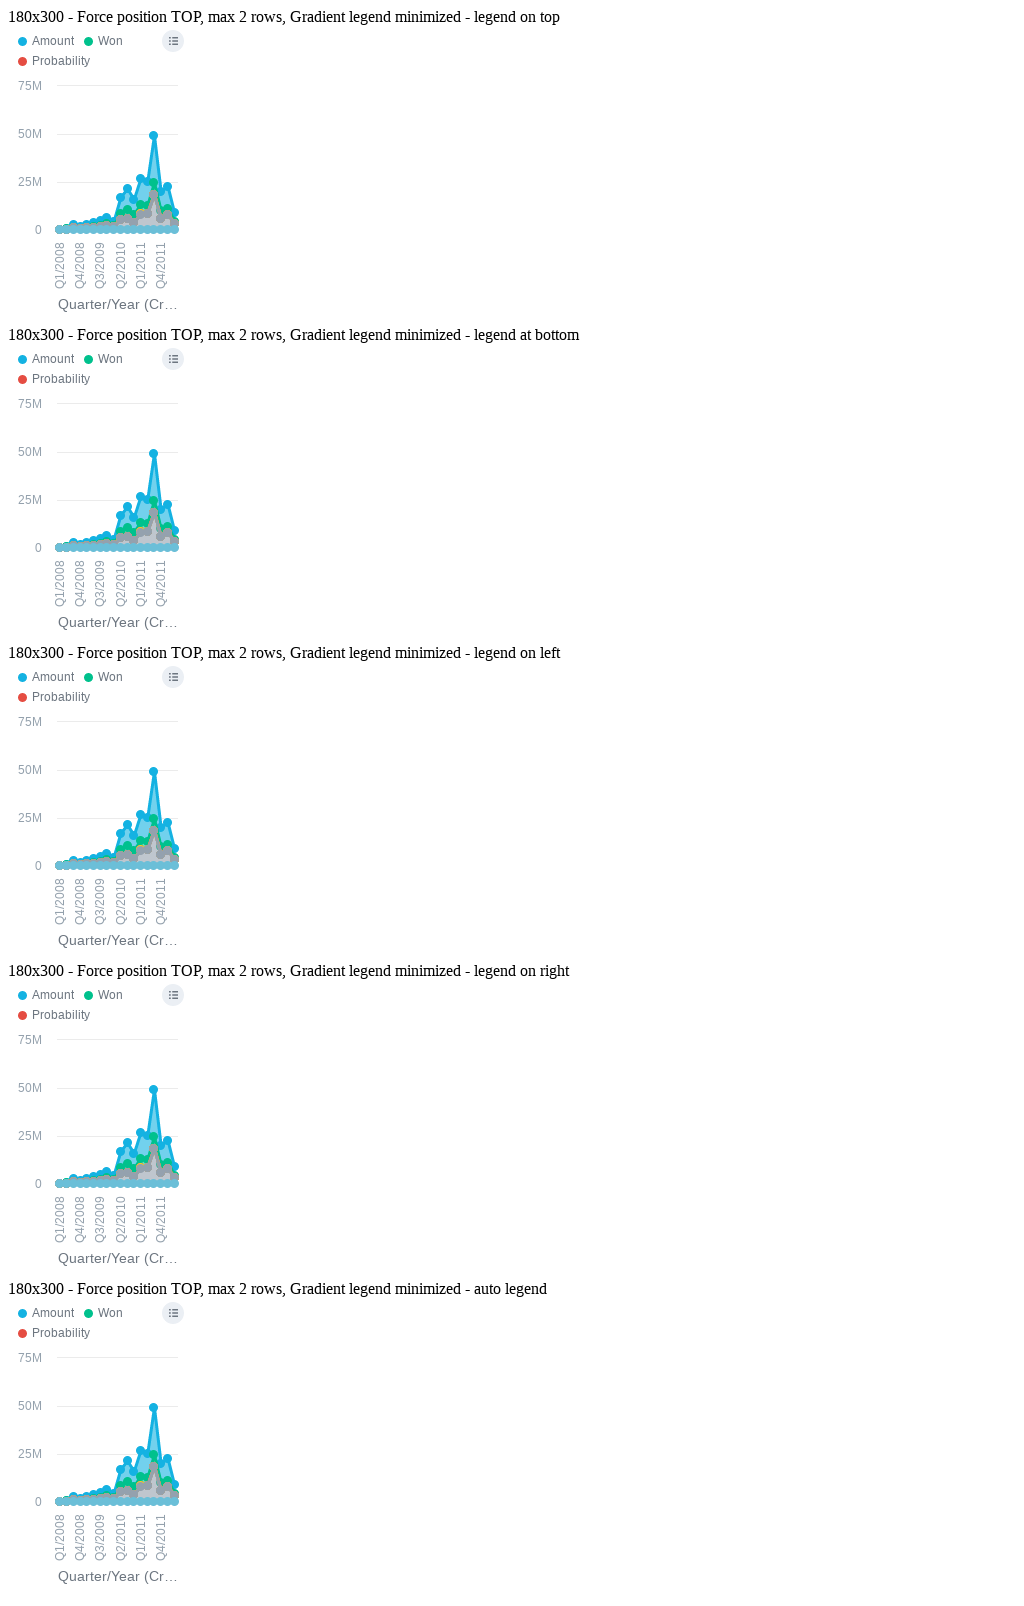 180x300 - Force position TOP, max 2 rows, Gradient legend minimized - legend on top
Amount Won
Probability
75M
50M
25M
0
Q1/2008 Q4/2008 Q3/2009 Q2/2010 Q1/2011 Q4/2011
Quarter/Year (Cr…
180x300 - Force position TOP, max 2 rows, Gradient legend minimized - legend at bottom
Amount Won
Probability
75M
50M
25M
0
Q1/2008 Q4/2008 Q3/2009 Q2/2010 Q1/2011 Q4/2011
Quarter/Year (Cr…
180x300 - Force position TOP, max 2 rows, Gradient legend minimized - legend on left
Amount Won
Probability
75M
50M
25M
0
Q1/2008 Q4/2008 Q3/2009 Q2/2010 Q1/2011 Q4/2011
Quarter/Year (Cr…
180x300 - Force position TOP, max 2 rows, Gradient legend minimized - legend on right
Amount Won
Probability
75M
50M
25M
0
Q1/2008 Q4/2008 Q3/2009 Q2/2010 Q1/2011 Q4/2011
Quarter/Year (Cr…
180x300 - Force position TOP, max 2 rows, Gradient legend minimized - auto legend
Amount Won
Probability
75M
50M
25M
0
Q1/2008 Q4/2008 Q3/2009 Q2/2010 Q1/2011 Q4/2011
Quarter/Year (Cr…